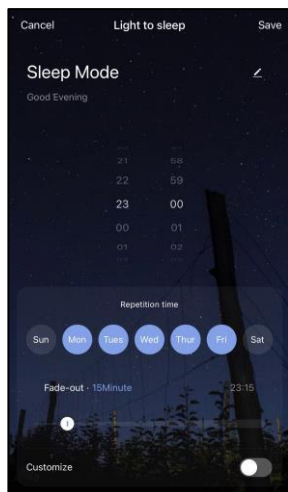 Cancel Light to sleep Save
Sleep Mode
Good Evening
21 58
22 59
23 00
00 01
01 02
Repetition time
Sun Mon Tues Wed Thur Fri Sat
Fade-out · 15Minute 23:15
Customize